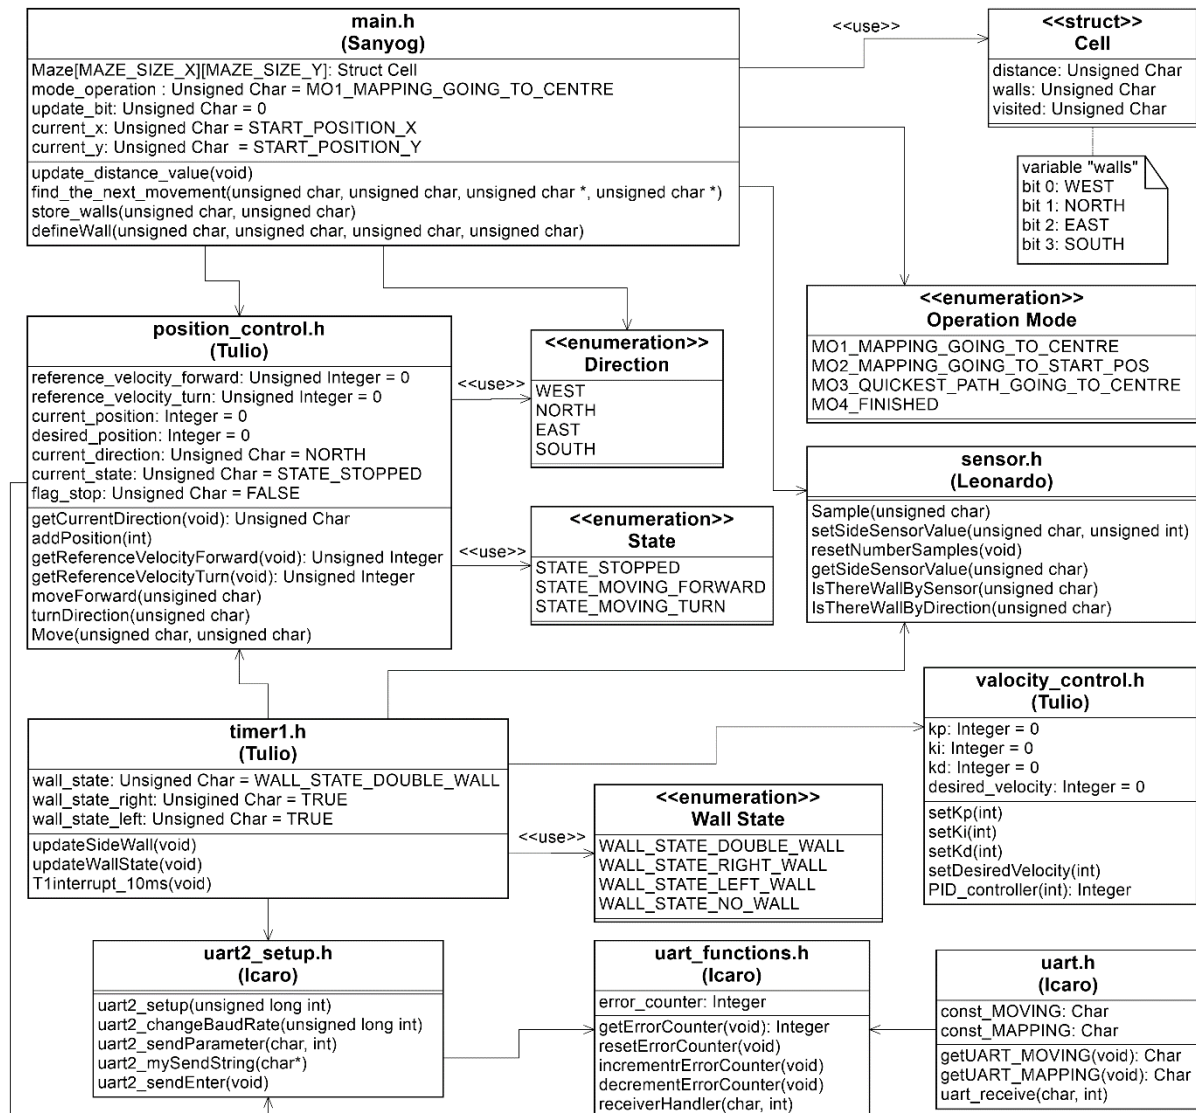 main.h
(Sanyog)
Maze[MAZE_SIZE_X][MAZE_SIZE_Y]: Struct Cell
mode_operation : Unsigned Char = MO1_MAPPING_GOING_TO_CENTRE
update_bit: Unsigned Char = 0
current_x: Unsigned Char = START_POSITION_X
current_y: Unsigned Char = START_POSITION_Y
update_distance_value(void)
find_the_next_movement(unsigned char, unsigned char, unsigned char *, unsigned char *)
store_walls(unsigned char, unsigned char)
defineWall(unsigned char, unsigned char, unsigned char, unsigned char)
<<use>>
<<struct>>
Cell
distance: Unsigned Char
walls: Unsigned Char
visited: Unsigned Char
variable "walls"
bit 0: WEST
bit 1: NORTH
bit 2: EAST
bit 3: SOUTH
<<enumeration>>
Operation Mode
MO1_MAPPING_GOING_TO_CENTRE
MO2_MAPPING_GOING_TO_START_POS
MO3_QUICKEST_PATH_GOING_TO_CENTRE
MO4_FINISHED
position_control.h
(Tulio)
reference_velocity_forward: Unsigned Integer = 0
reference_velocity_turn: Unsigned Integer = 0
current_position: Integer = 0
desired_position: Integer = 0
current_direction: Unsigned Char = NORTH
current_state: Unsigned Char = STATE_STOPPED
flag_stop: Unsigned Char = FALSE
getCurrentDirection(void): Unsigned Char
addPosition(int)
getReferenceVelocityForward(void): Unsigned Integer
getReferenceVelocityTurn(void): Unsigned Integer
moveForward(unsigned char)
turnDirection(unsigned char)
Move(unsigned char, unsigned char)
<<use>>
<<enumeration>>
Direction
WEST
NORTH
EAST
SOUTH
<<use>>
<<enumeration>>
State
STATE_STOPPED
STATE_MOVING_FORWARD
STATE_MOVING_TURN
sensor.h
(Leonardo)
Sample(unsigned char)
setSideSensorValue(unsigned char, unsigned int)
resetNumberSamples(void)
getSideSensorValue(unsigned char)
IsThereWallBySensor(unsigned char)
IsThereWallByDirection(unsigned char)
timer1.h
(Tulio)
wall_state: Unsigned Char = WALL_STATE_DOUBLE_WALL
wall_state_right: Unsigined Char = TRUE
wall_state_left: Unsigned Char = TRUE
updateSideWall(void)
updateWallState(void)
T1interrupt_10ms(void)
<<use>>
<<enumeration>>
Wall State
WALL_STATE_DOUBLE_WALL
WALL_STATE_RIGHT_WALL
WALL_STATE_LEFT_WALL
WALL_STATE_NO_WALL
valocity_control.h
(Tulio)
kp: Integer = 0
ki: Integer = 0
kd: Integer = 0
desired_velocity: Integer = 0
setKp(int)
setKi(int)
setKd(int)
setDesiredVelocity(int)
PID_controller(int): Integer
uart2_setup.h
(Icaro)
uart2_setup(unsigned long int)
uart2_changeBaudRate(unsigned long int)
uart2_sendParameter(char, int)
uart2_mySendString(char*)
uart2_sendEnter(void)
uart_functions.h
(Icaro)
error_counter: Integer
getErrorCounter(void): Integer
resetErrorCounter(void)
incrementrErrorCounter(void)
decrementErrorCounter(void)
receiverHandler(char, int)
uart.h
(Icaro)
const_MOVING: Char
const_MAPPING: Char
getUART_MOVING(void): Char
getUART_MAPPING(void): Char
uart_receive(char, int)